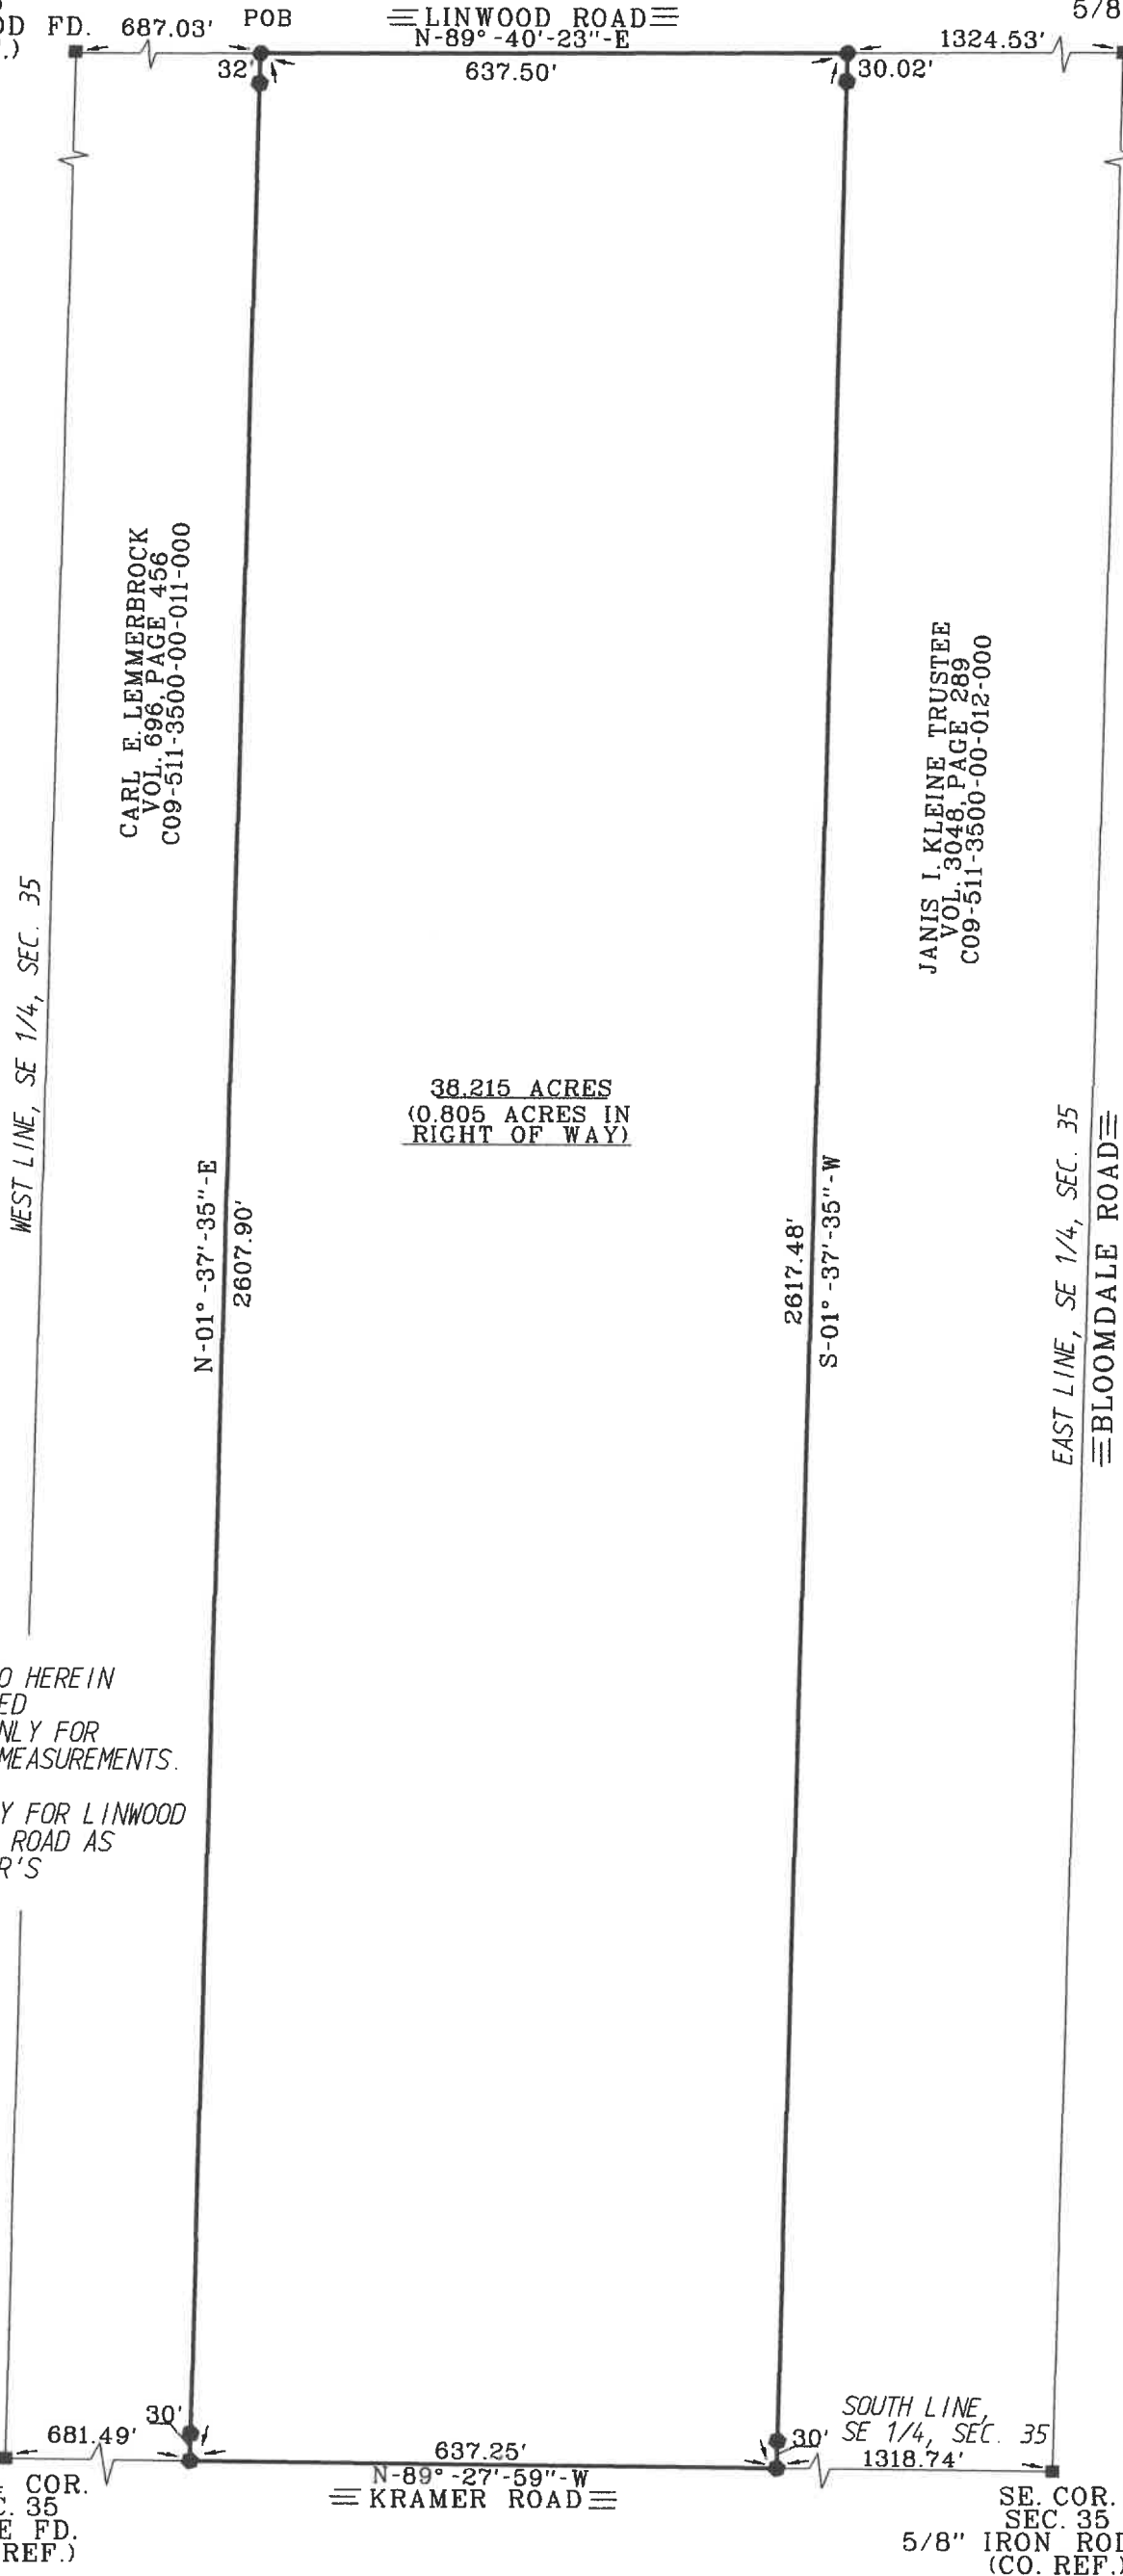 OD FD.
.)
687.03'
POB
LINWOOD ROAD
N-89°-40'-23"-E
5/8
1324.53'
32'
637.50'
30.02'
CARL E. LEMMERBROCK
VOL. 696, PAGE 456
C09-511-3500-00-011-000
JANIS I. KLEINE TRUSTEE
VOL. 3048, PAGE 289
C09-511-3500-00-012-000
WEST LINE, SE 1/4, SEC. 35
38.215 ACRES
(0.805 ACRES IN
RIGHT OF WAY)
N-01°-37'-35"-E
2607.90'
2617.48'
S-01°-37'-35"-W
EAST LINE, SE 1/4, SEC. 35
BLOOMDALE ROAD
O HEREIN
ED
NLY FOR
MEASUREMENTS.
Y FOR LINWOOD
ROAD AS
R'S
30'
681.49'
637.25'
N-89°-27'-59"-W
KRAMER ROAD
30'
SOUTH LINE,
SE 1/4, SEC. 35
1318.74'
COR.
C. 35
E FD.
REF.)
SE. COR.
SEC. 35
5/8" IRON ROD
(CO. REF.)